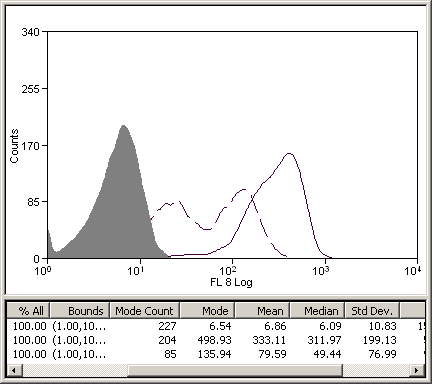 340
255
170
85
0
Counts
10⁰ 10¹ 10² 10³ 10⁴
FL 8 Log
% All Bounds Mode Count Mode Mean Median Std Dev.
100.00 (1.00,10... 227 6.54 6.86 6.09 10.83
100.00 (1.00,10... 204 498.93 333.11 311.97 199.13
100.00 (1.00,10... 85 135.94 79.59 49.44 76.99